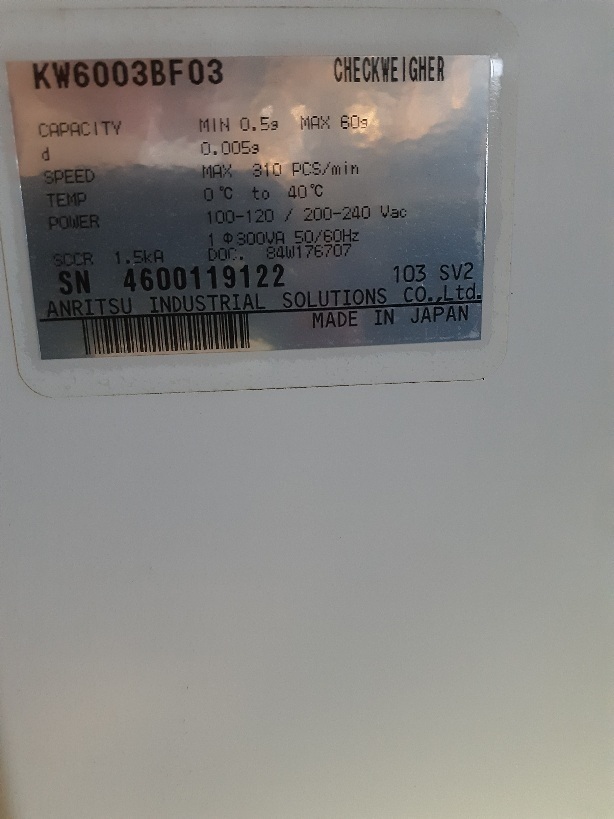 KW6003BF03 CHECKWEIGHER
CAPACITY MIN 0.5g MAX 60g
d 0.005g
SPEED MAX 310 PCS/min
TEMP 0℃ to 40℃
POWER 100-120 / 200-240 Vac
1 Φ300VA 50/60Hz
SCCR 1.5kA DOC. 84W176707
SN 4600119122 103 SV2
ANRITSU INDUSTRIAL SOLUTIONS CO.,Ltd.
MADE IN JAPAN